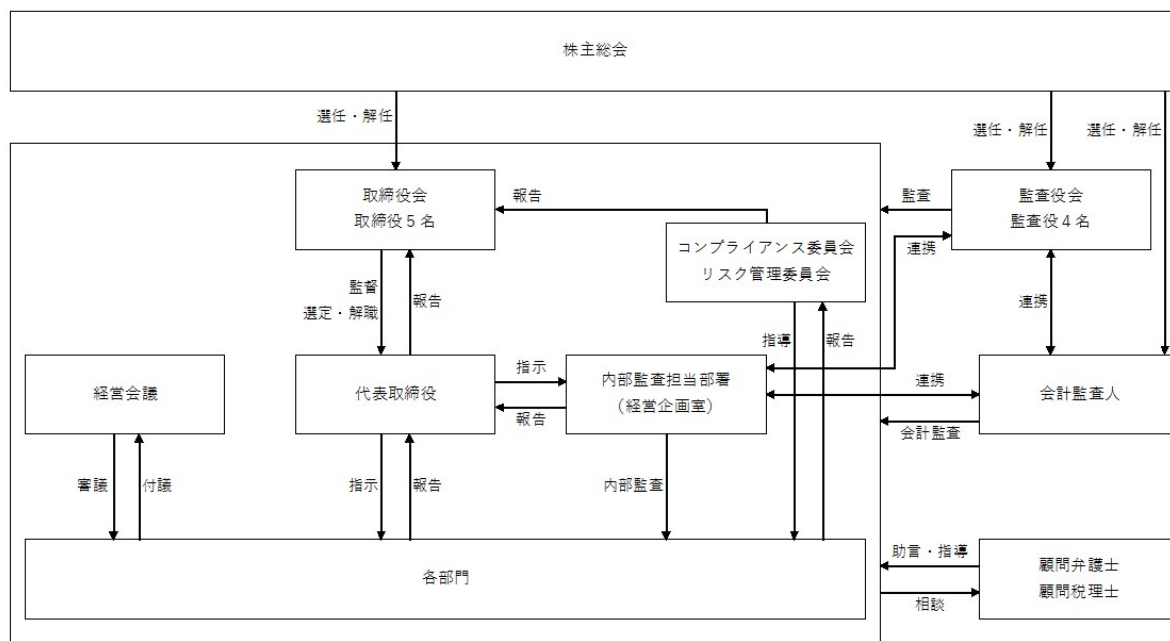 株主総会
選任・解任
選任・解任
選任・解任
取締役会
取締役５名
報告
監査
監査役会
監査役４名
コンプライアンス委員会
リスク管理委員会
連携
監督
選定・解職
報告
連携
指導
報告
経営会議
代表取締役
指示
報告
内部監査担当部署
（経営企画室）
連携
会計監査
会計監査人
審議
付議
指示
報告
内部監査
各部門
助言・指導
相談
顧問弁護士
顧問税理士